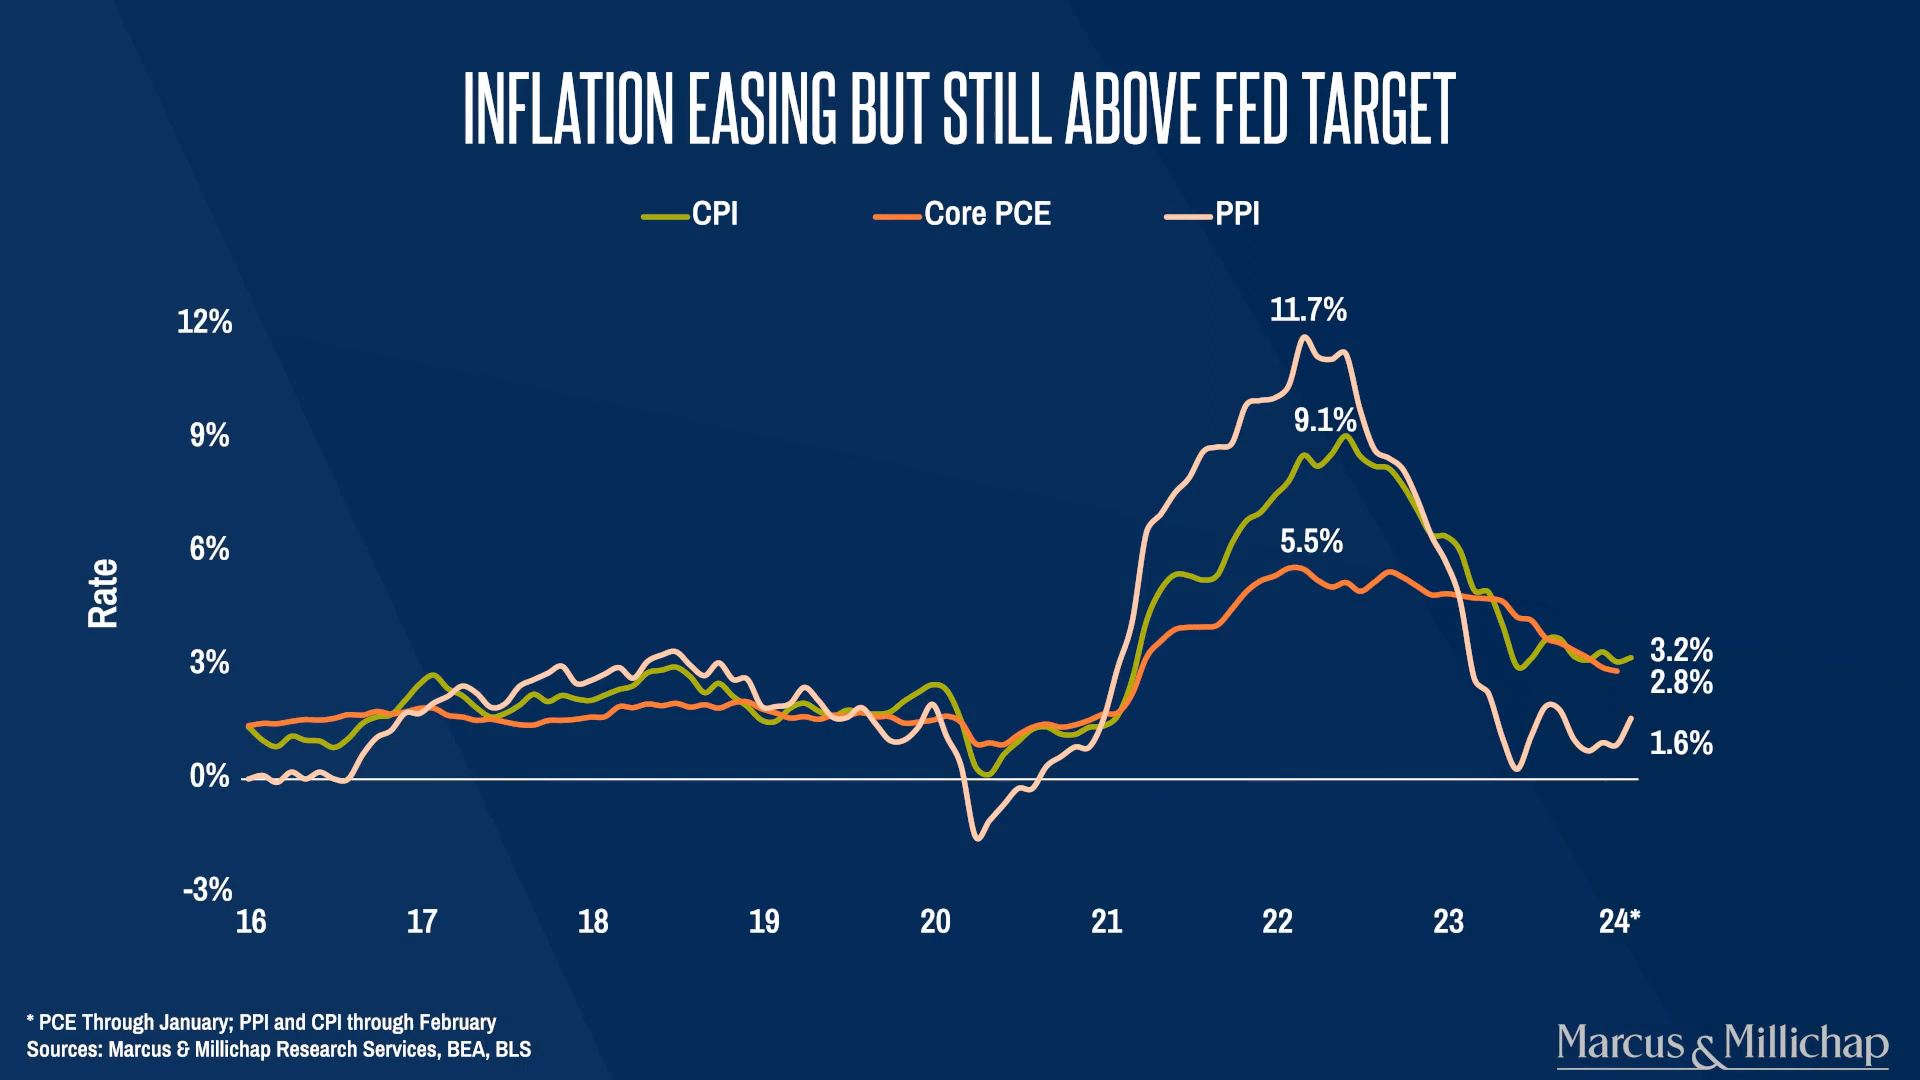 INFLATION EASING BUT STILL ABOVE FED TARGET
CPI
Core PCE
PPI
Rate
12%
9%
6%
3%
0%
-3%
16
17
18
19
20
21
22
23
24*
11.7%
9.1%
5.5%
3.2%
2.8%
1.6%
* PCE Through January; PPI and CPI through February
Sources: Marcus & Millichap Research Services, BEA, BLS
Marcus & Millichap